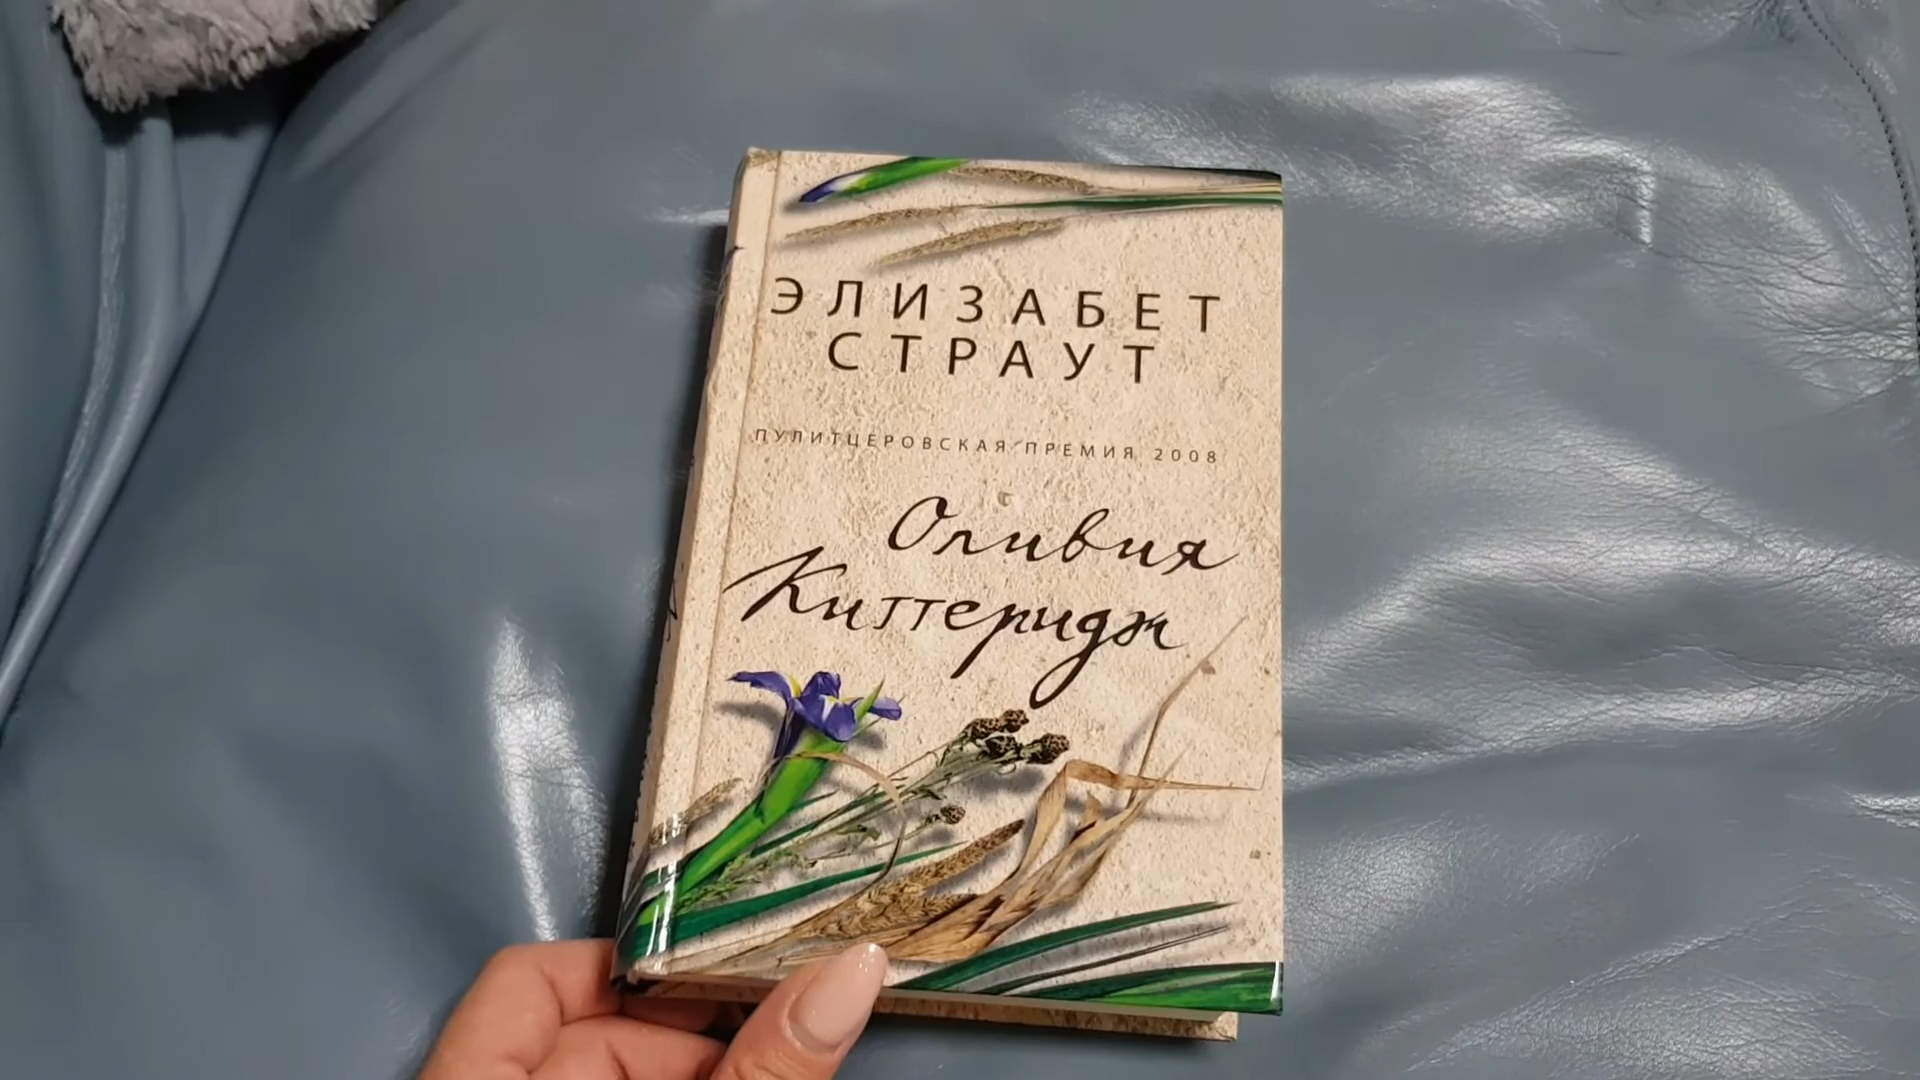 ЭЛИЗАБЕТ
СТРАУТ
ПУЛИТЦЕРОВСКАЯ ПРЕМИЯ 2008
Оливия
Киттеридж